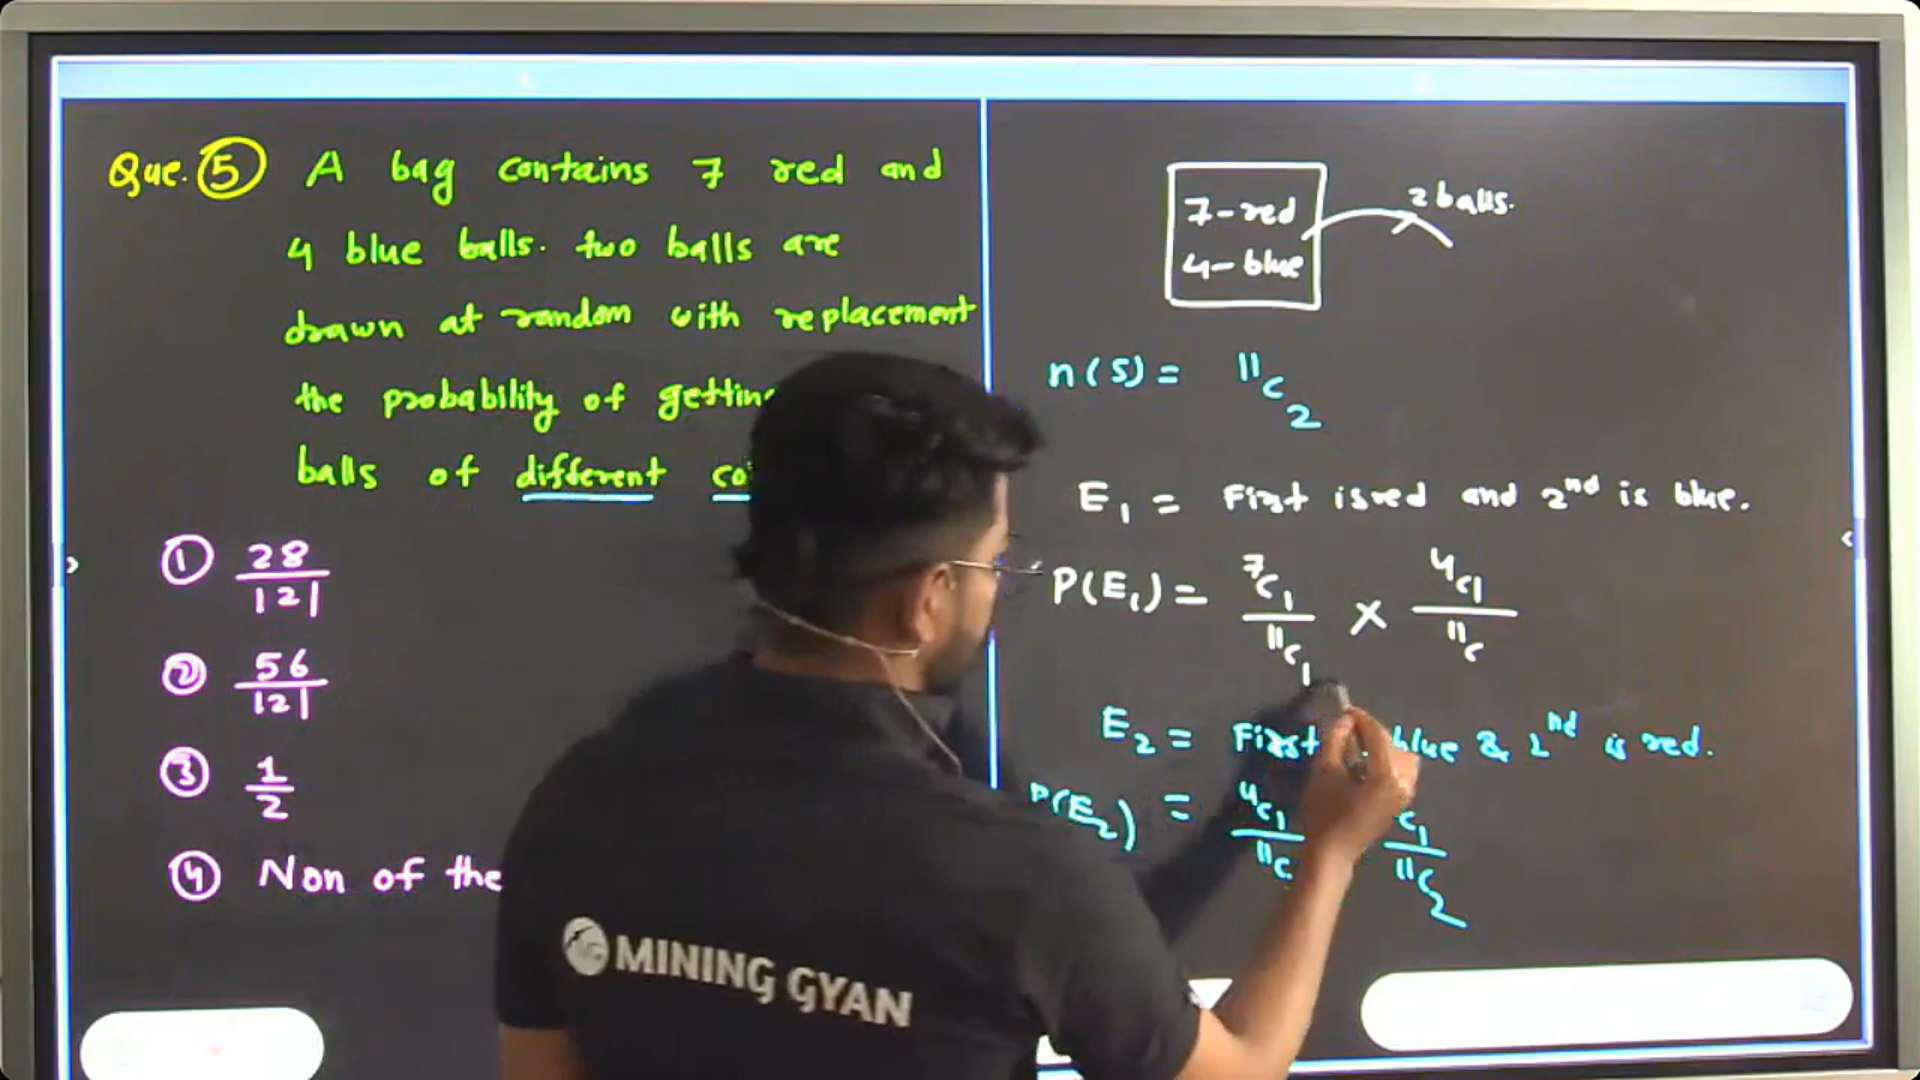 Que. 5 A bag contains 7 red and
4 blue balls. two balls are
drawn at random with replacement
the probability of getting
balls of different
① 28/121
② 56/121
③ 1/2
④ Non of the
7-red
4-blue
2 balls.
n(S) = 11C2
E1 = First is red and 2nd is blue.
P(E1) = 7C1/11C1 × 4C1/11C
E2 = First blue & 2nd is red.
P(E2) = 4C1/11C C1/11C2
MINING GYAN